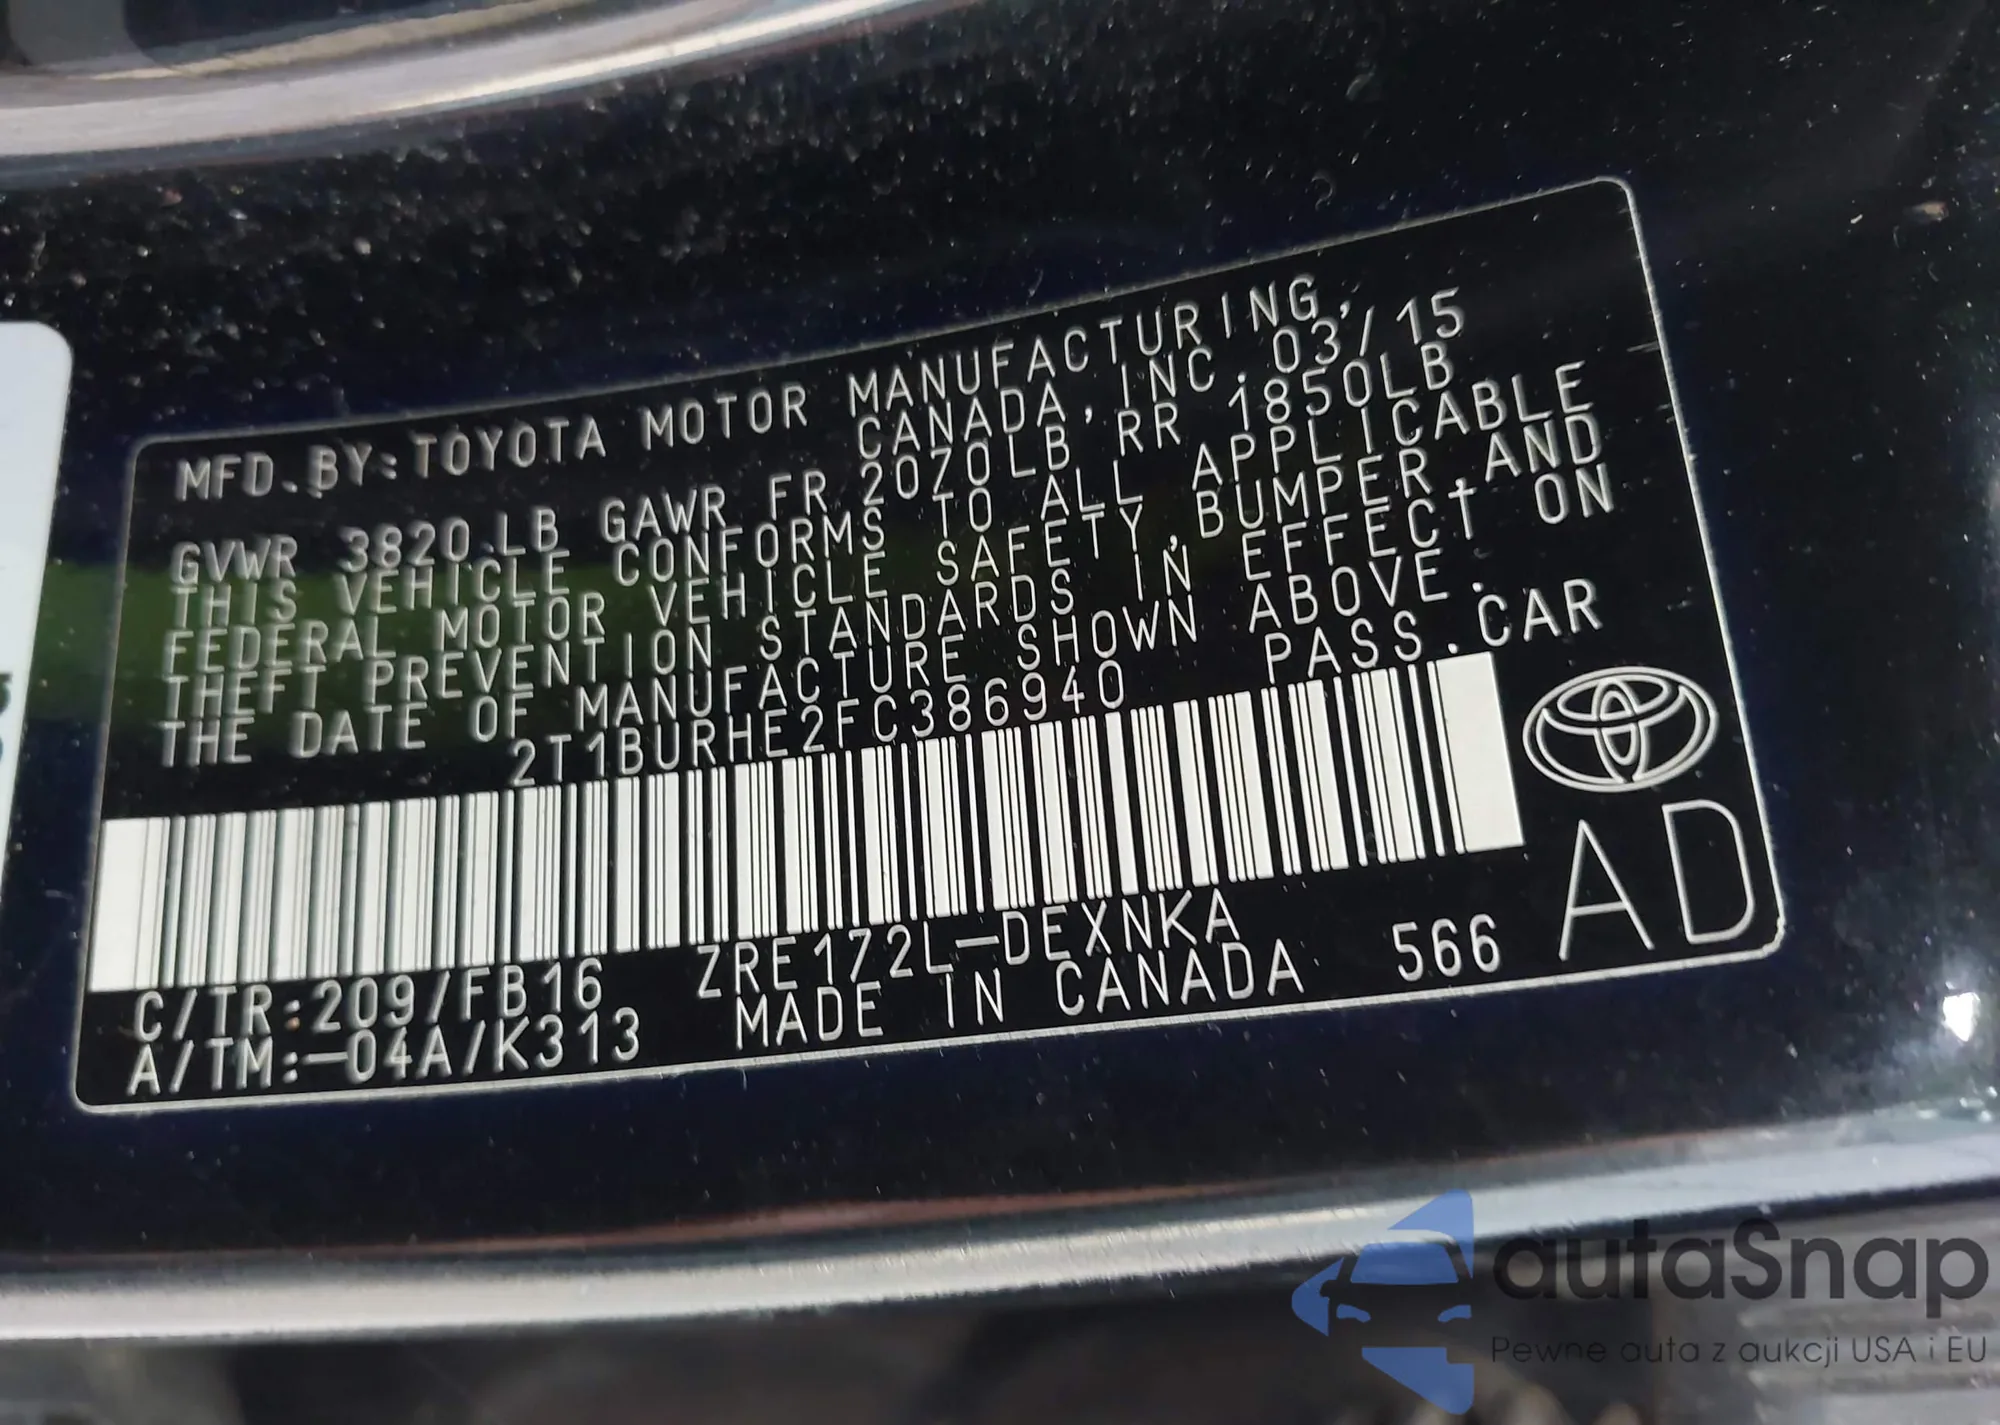 MFD. BY: TOYOTA MOTOR MANUFACTURING,
CANADA, INC. 03/15
GVWR 3820 LB GAWR FR 2070LB RR 1850LB
THIS VEHICLE CONFORMS TO ALL APPLICABLE
FEDERAL MOTOR VEHICLE SAFETY, BUMPER, AND
THEFT PREVENTION STANDARDS IN EFFECT ON
THE DATE OF MANUFACTURE SHOWN ABOVE.
2T1BURHE2FC386940 PASS. CAR
C/TR:209/FB16 ZRE172L-DEXNKA
A/TM:-04A/K313 MADE IN CANADA 566
AD
autaSnap
Pewne auta z aukcji USA i EU